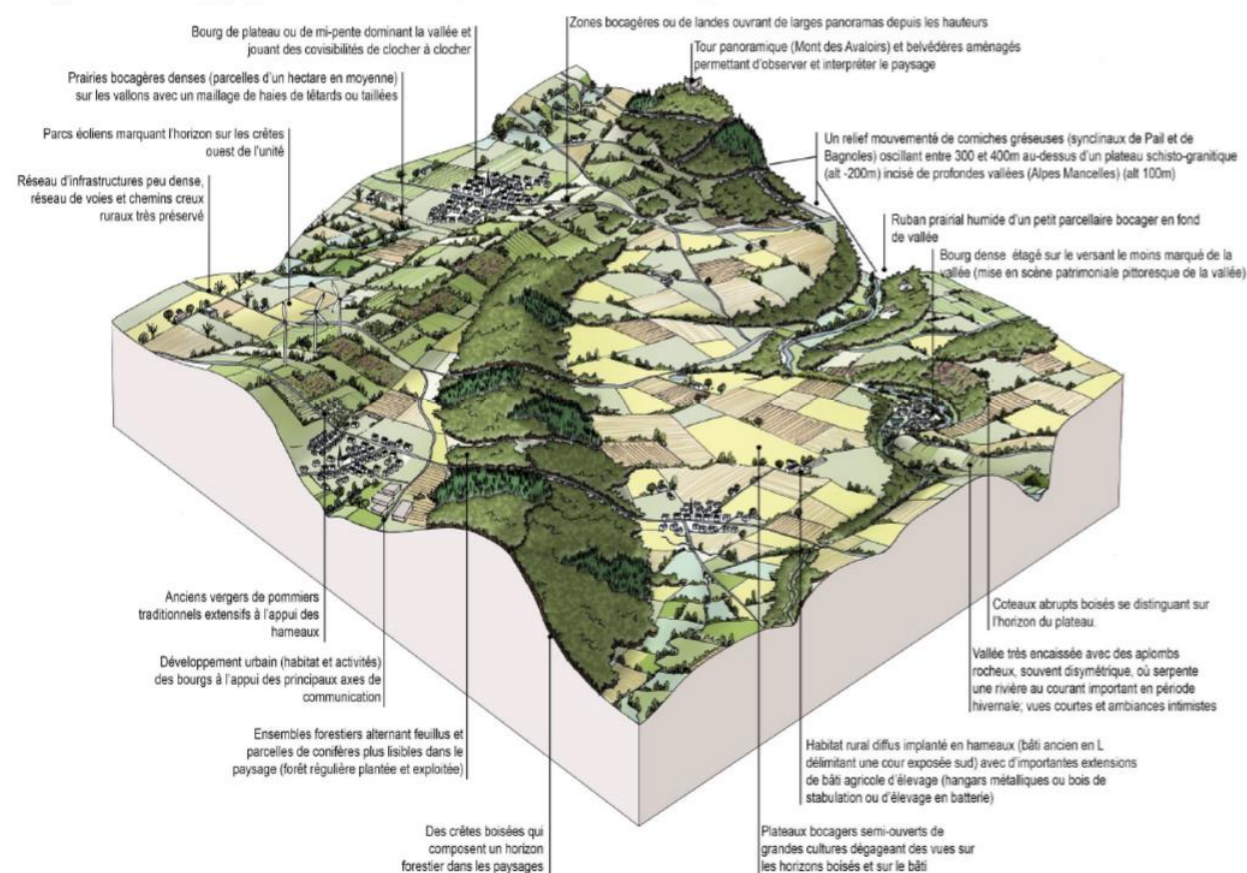 Bourg de plateau ou de mi-pente dominant la vallée et
jouant des covisibilités de clocher à clocher
Zones bocagères ou de landes ouvrant de larges panoramas depuis les hauteurs
Tour panoramique (Mont des Avaloirs) et belvédères aménagés
permettant d'observer et interpréter le paysage
Prairies bocagères denses (parcelles d'un hectare en moyenne)
sur les vallons avec un maillage de haies de têtards ou taillées
Parcs éoliens marquant l'horizon sur les crêtes
ouest de l'unité
Un relief mouvementé de corniches gréseuses (synclinaux de Pail et de
Bagnoles) oscillant entre 300 et 400m au-dessus d'un plateau schisto-granitique
(alt -200m) incisé de profondes vallées (Alpes Mancelles) (alt 100m)
Réseau d'infrastructures peu dense,
réseau de voies et chemins creux
ruraux très préservé
Ruban prairial humide d'un petit parcellaire bocager en fond
de vallée
Bourg dense étagé sur le versant le moins marqué de la
vallée (mise en scène patrimoniale pittoresque de la vallée)
Anciens vergers de pommiers
traditionnels extensifs à l'appui des
hameaux
Développement urbain (habitat et activités)
des bourgs à l'appui des principaux axes de
communication
Ensembles forestiers alternant feuillus et
parcelles de conifères plus lisibles dans le
paysage (forêt régulière plantée et exploitée)
Des crêtes boisées qui
composent un horizon
forestier dans les paysages
Coteaux abrupts boisés se distinguant sur
l'horizon du plateau.
Vallée très encaissée avec des aplombs
rocheux, souvent disymétrique, où serpente
une rivière au courant important en période
hivernale; vues courtes et ambiances intimistes
Habitat rural diffus implanté en hameaux (bâti ancien en L
délimitant une cour exposée sud) avec d'importantes extensions
de bâti agricole d'élevage (hangars métalliques ou bois de
stabulation ou d'élevage en batterie)
Plateaux bocagers semi-ouverts de
grandes cultures dégageant des vues sur
les horizons boisés et sur le bâti